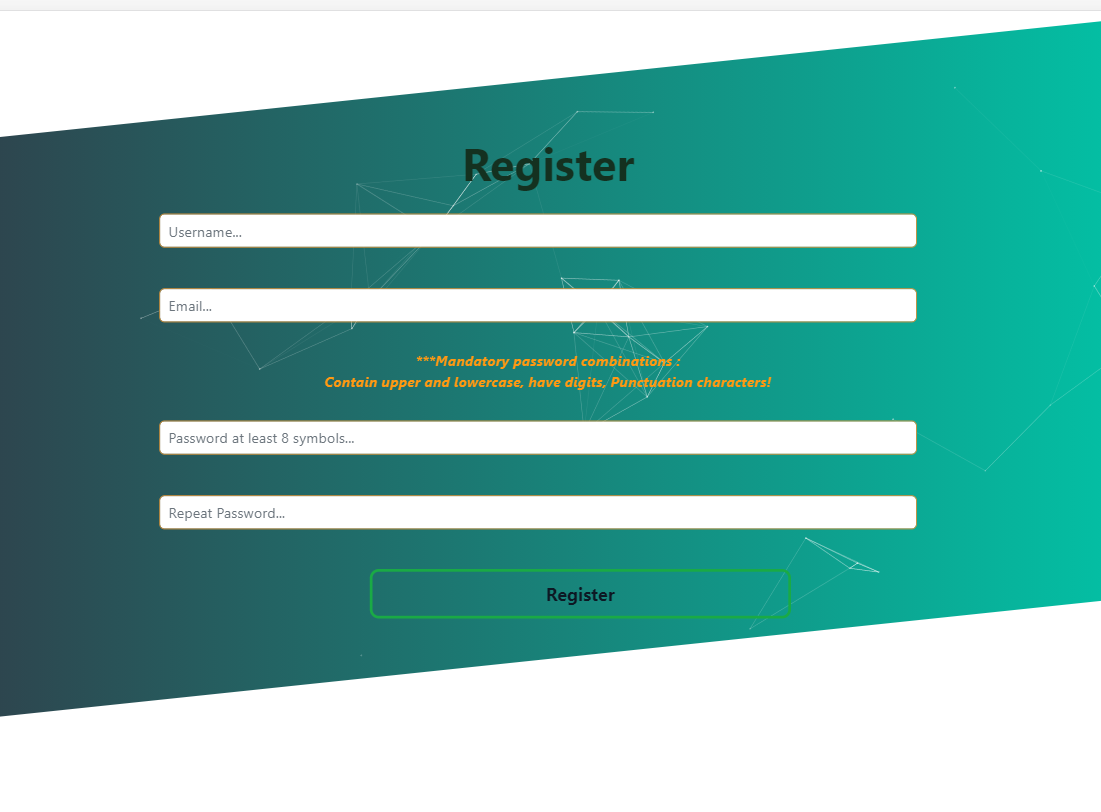 Register
Username...
Email...
***Mandatory password combinations :
Contain upper and lowercase, have digits, Punctuation characters!
Password at least 8 symbols...
Repeat Password...
Register